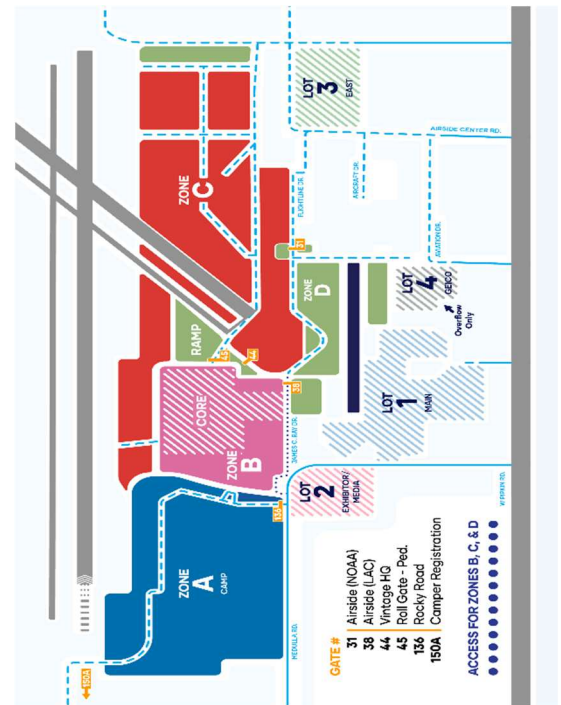 ZONE
C
LOT
3
EAST
AIRSIDE CENTER RD.
FLIGHTLINE DR.
AIRCRAFT DR.
AVIATION DR.
31
ZONE
D
RAMP
45
44
38
LOT
4
GEICO
Overflow
Only
CORE
ZONE
B
JAMES C. RAY DR.
LOT
1
MAIN
LOT
2
EXHIBITOR/
MEDIA
136
ZONE
A
CAMP
MEDULLA RD.
150A
W PIPKIN RD.
GATE #
31 Airside (NOAA)
38 Airside (LAC)
44 Vintage HQ
45 Roll Gate - Ped.
136 Rocky Road
150A Camper Registration
ACCESS FOR ZONES B, C, & D